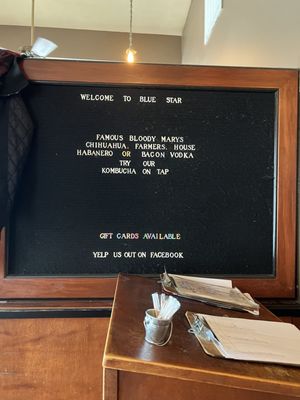 WELCOME TO BLUE STAR
FAMOUS BLOODY MARYS
CHIHUAHUA, FARMERS, HOUSE
HABANERO OR BACON VODKA
TRY OUR
KOMBUCHA ON TAP
GIFT CARDS AVAILABLE
YELP US OUT ON FACEBOOK